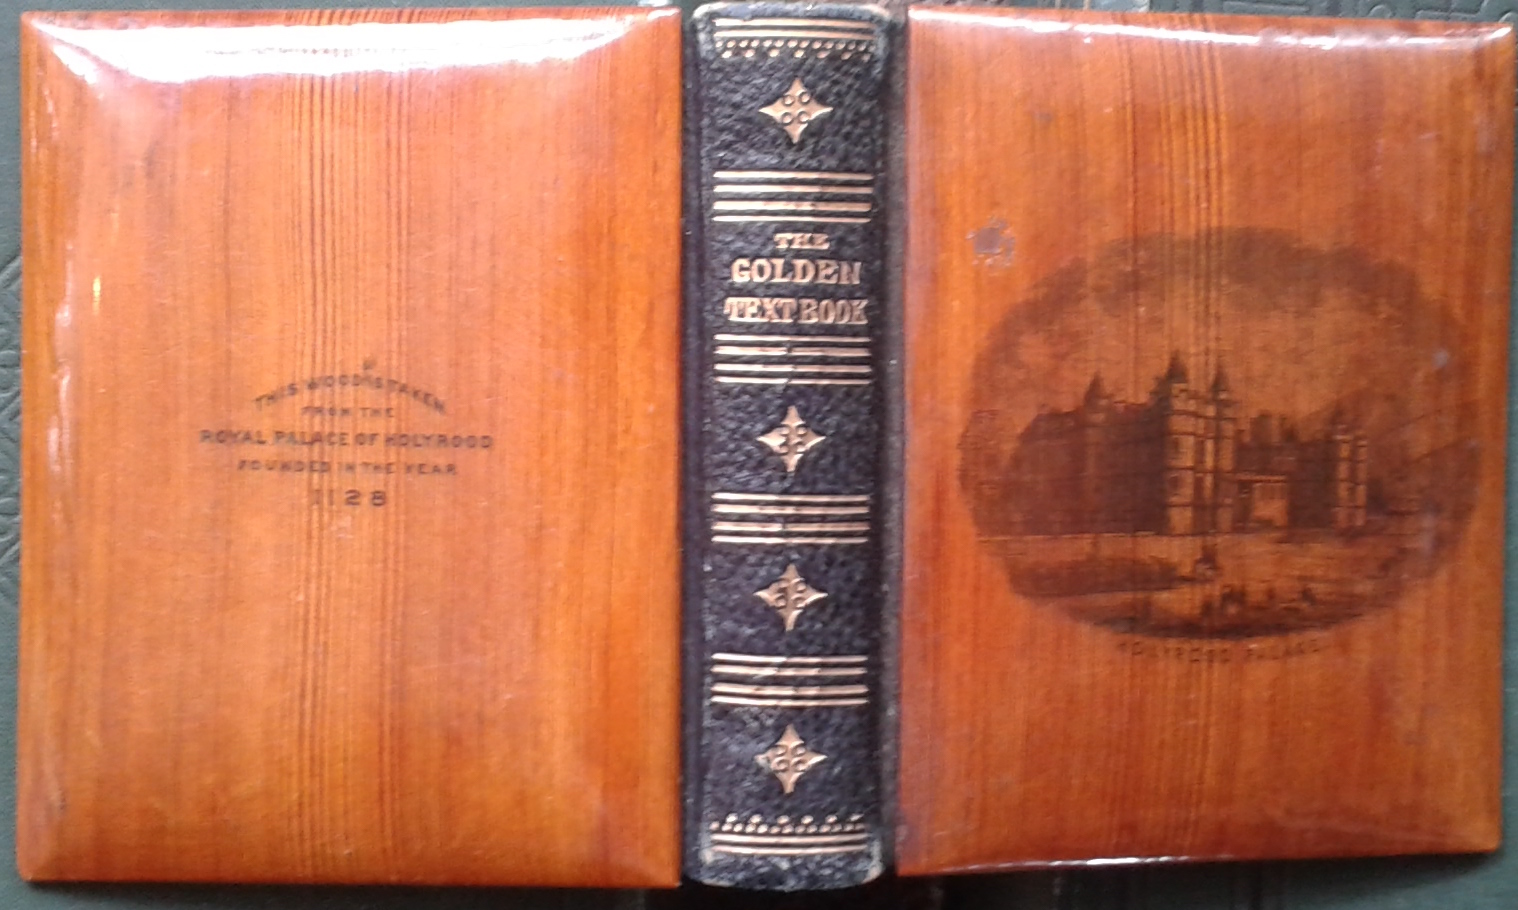 THIS WOOD IS TAKEN
FROM THE
ROYAL PALACE OF HOLYROOD
FOUNDED IN THE YEAR
1128
THE
GOLDEN
TEXT BOOK
HOLYROOD PALACE